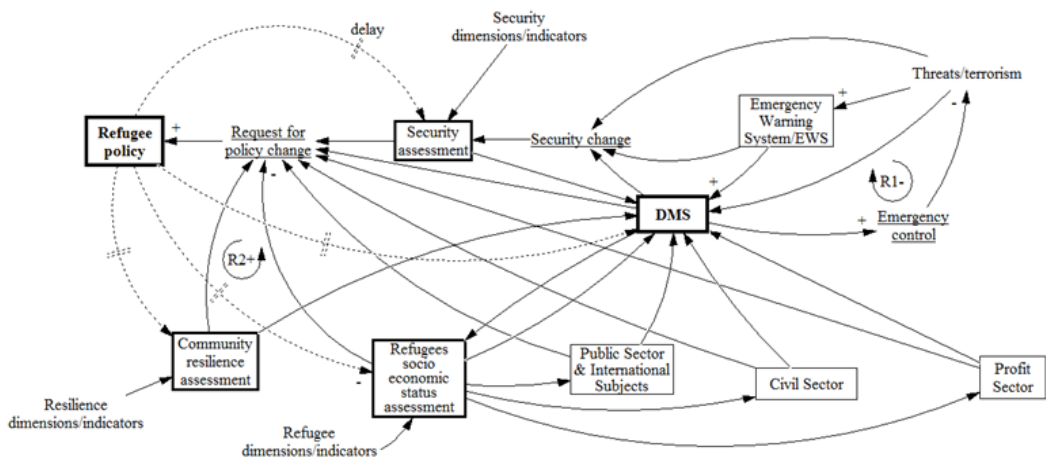 Security
dimensions/indicators
delay
Threats/terrorism
+
-
Refugee
policy
+
Request for
policy change
-
Security
assessment
Security change
Emergency
Warning
System/EWS
R1-
+
DMS
+
Emergency
control
R2+
Community
resilience
assessment
-
Refugees
socio
economic
status
assessment
Public Sector
& International
Subjects
Civil Sector
Profit
Sector
Resilience
dimensions/indicators
Refugee
dimensions/indicators